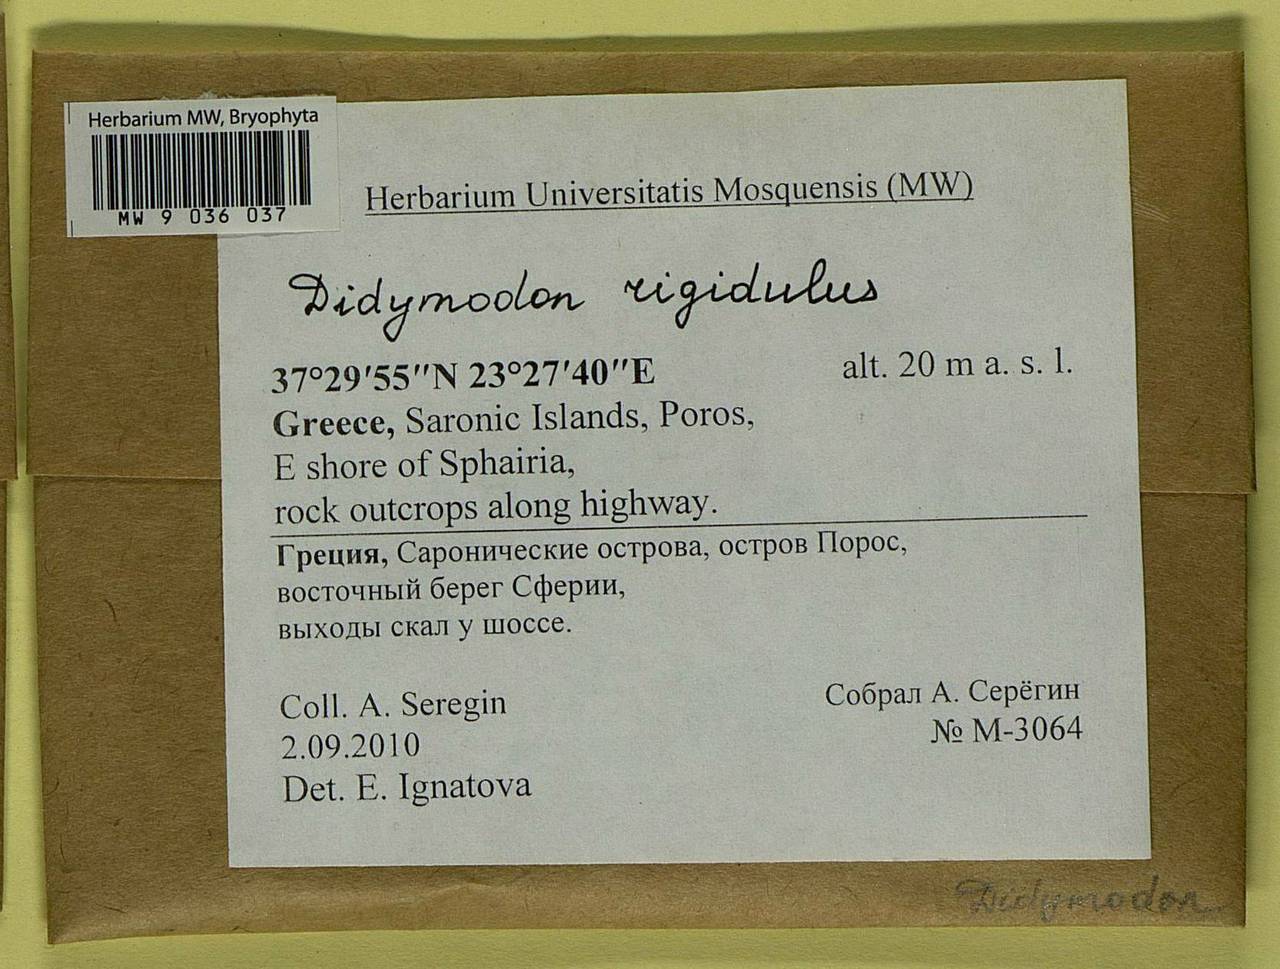 Herbarium MW, Bryophyta
MW 9 036 037
Herbarium Universitatis Mosquensis (MW)
Didymodon rigidulus
37°29′55″N 23°27′40″E alt. 20 m a. s. l.
Greece, Saronic Islands, Poros,
E shore of Sphairia,
rock outcrops along highway.
Греция, Саронические острова, остров Порос,
восточный берег Сферии,
выходы скал у шоссе.
Coll. A. Seregin
2.09.2010
Det. E. Ignatova
Собрал А. Серёгин
№ M-3064
Didymodon